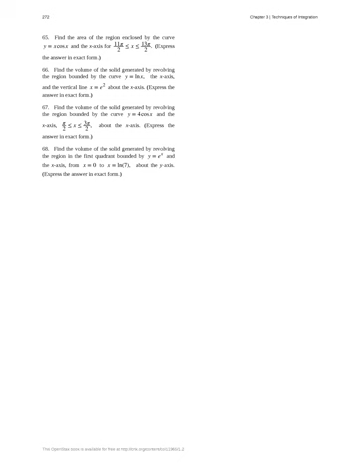 272
Chapter 3 | Techniques of Integration
65. Find the area of the region enclosed by the curve
y = x cos x and the x-axis for 11π/2 ≤ x ≤ 13π/2. (Express
the answer in exact form.)
66. Find the volume of the solid generated by revolving
the region bounded by the curve y = ln x, the x-axis,
and the vertical line x = e² about the x-axis. (Express the
answer in exact form.)
67. Find the volume of the solid generated by revolving
the region bounded by the curve y = 4cos x and the
x-axis, π/2 ≤ x ≤ 3π/2, about the x-axis. (Express the
answer in exact form.)
68. Find the volume of the solid generated by revolving
the region in the first quadrant bounded by y = eˣ and
the x-axis, from x = 0 to x = ln(7), about the y-axis.
(Express the answer in exact form.)
This OpenStax book is available for free at